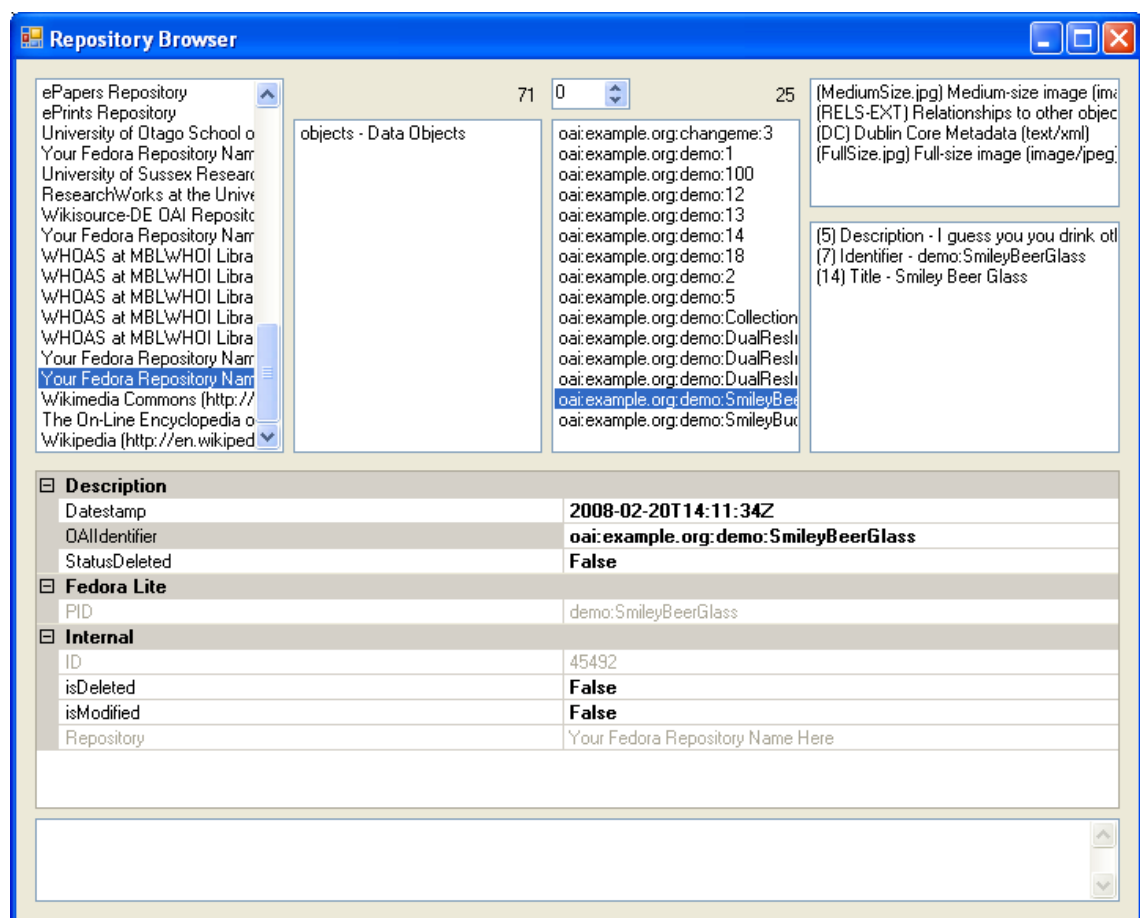 Repository Browser
ePapers Repository
ePrints Repository
University of Otago School o
Your Fedora Repository Nam
University of Sussex Researc
ResearchWorks at the Unive
Wikisource-DE OAI Reposito
Your Fedora Repository Nam
WHOAS at MBLWHOI Libra
WHOAS at MBLWHOI Libra
WHOAS at MBLWHOI Libra
WHOAS at MBLWHOI Libra
WHOAS at MBLWHOI Libra
Your Fedora Repository Nam
Your Fedora Repository Nam
Wikimedia Commons (http://
The On-Line Encyclopedia o
Wikipedia (http://en.wikiped
71
objects - Data Objects
0
25
oai:example.org:changeme:3
oai:example.org:demo:1
oai:example.org:demo:100
oai:example.org:demo:12
oai:example.org:demo:13
oai:example.org:demo:14
oai:example.org:demo:18
oai:example.org:demo:2
oai:example.org:demo:5
oai:example.org:demo:Collection
oai:example.org:demo:DualResI
oai:example.org:demo:DualResI
oai:example.org:demo:DualResI
oai:example.org:demo:SmileyBee
oai:example.org:demo:SmileyBuc
(MediumSize.jpg) Medium-size image (ima
(RELS-EXT) Relationships to other objec
(DC) Dublin Core Metadata (text/xml)
(FullSize.jpg) Full-size image (image/jpeg)
(5) Description - I guess you you drink otl
(7) Identifier - demo:SmileyBeerGlass
(14) Title - Smiley Beer Glass
Description
Datestamp 2008-02-20T14:11:34Z
OAIIdentifier oai:example.org:demo:SmileyBeerGlass
StatusDeleted False
Fedora Lite
PID demo:SmileyBeerGlass
Internal
ID 45492
isDeleted False
isModified False
Repository Your Fedora Repository Name Here